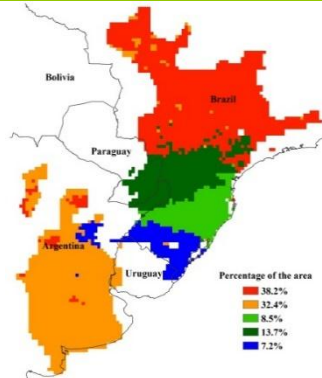 Bolivia
Brazil
Paraguay
Argentina
Uruguay
Percentage of the area
38.2%
32.4%
8.5%
13.7%
7.2%